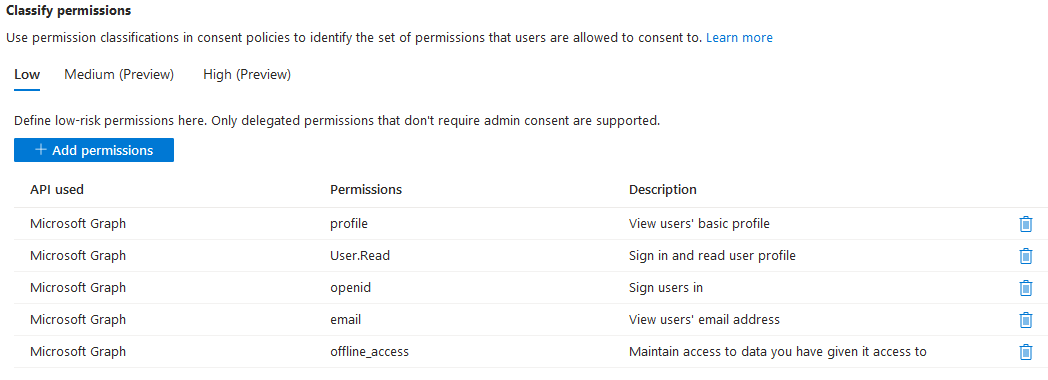 Classify permissions
Use permission classifications in consent policies to identify the set of permissions that users are allowed to consent to. Learn more
Low Medium (Preview) High (Preview)
Define low-risk permissions here. Only delegated permissions that don't require admin consent are supported.
+ Add permissions
API used Permissions Description
Microsoft Graph profile View users' basic profile
Microsoft Graph User.Read Sign in and read user profile
Microsoft Graph openid Sign users in
Microsoft Graph email View users' email address
Microsoft Graph offline_access Maintain access to data you have given it access to